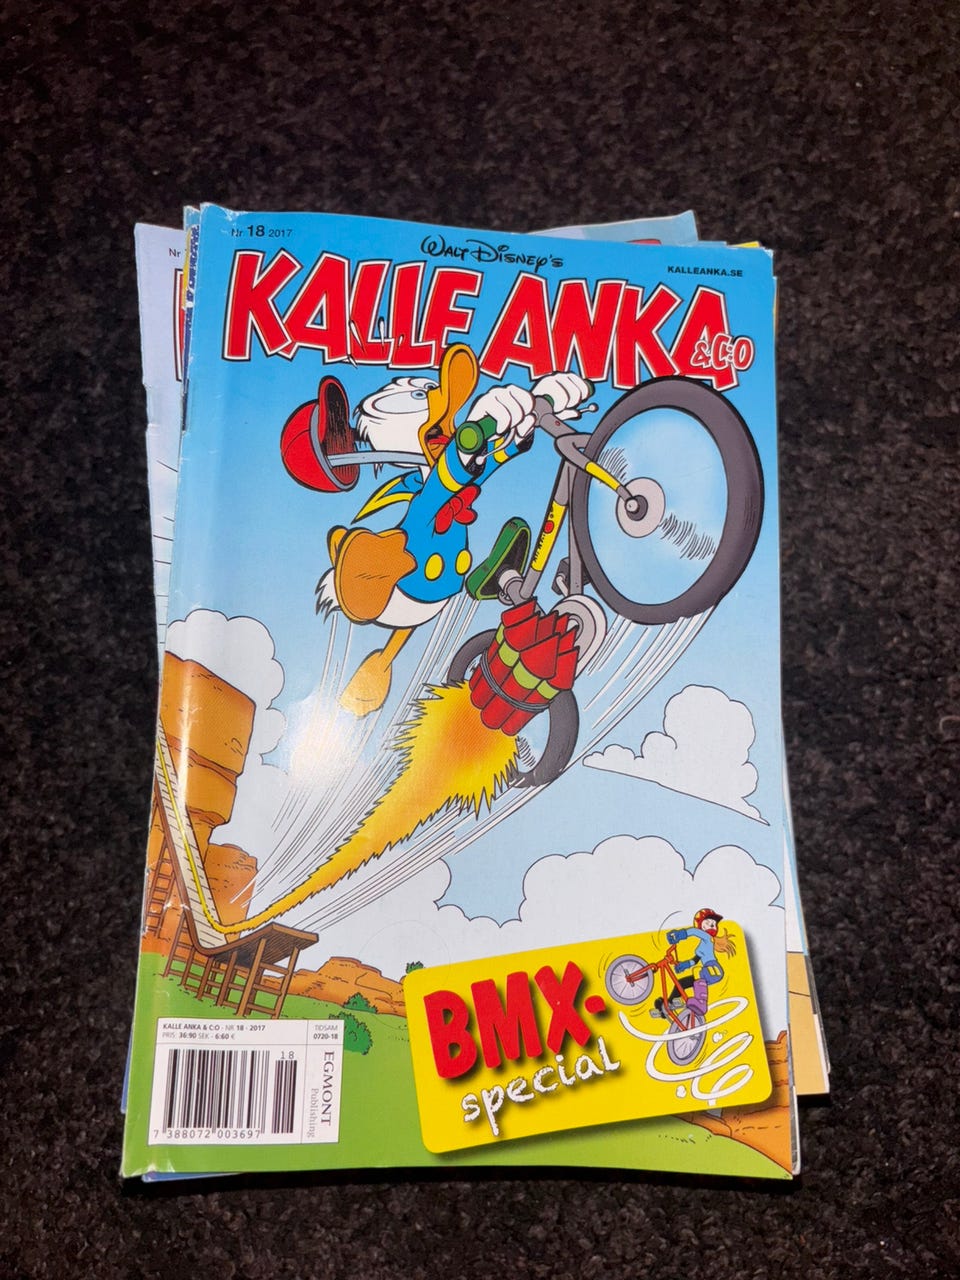 Nr
Nr 18 2017
WALT DISNEY'S
KALLEANKA.SE
KALLE ANKA
& C:O
BMX-
special
KALLE ANKA & C:O - NR 18 - 2017
PRIS: 36:90 SEK - 6:60 €
TIDSAM
0720-18
18
EGMONT
Publishing
7 388072 003697